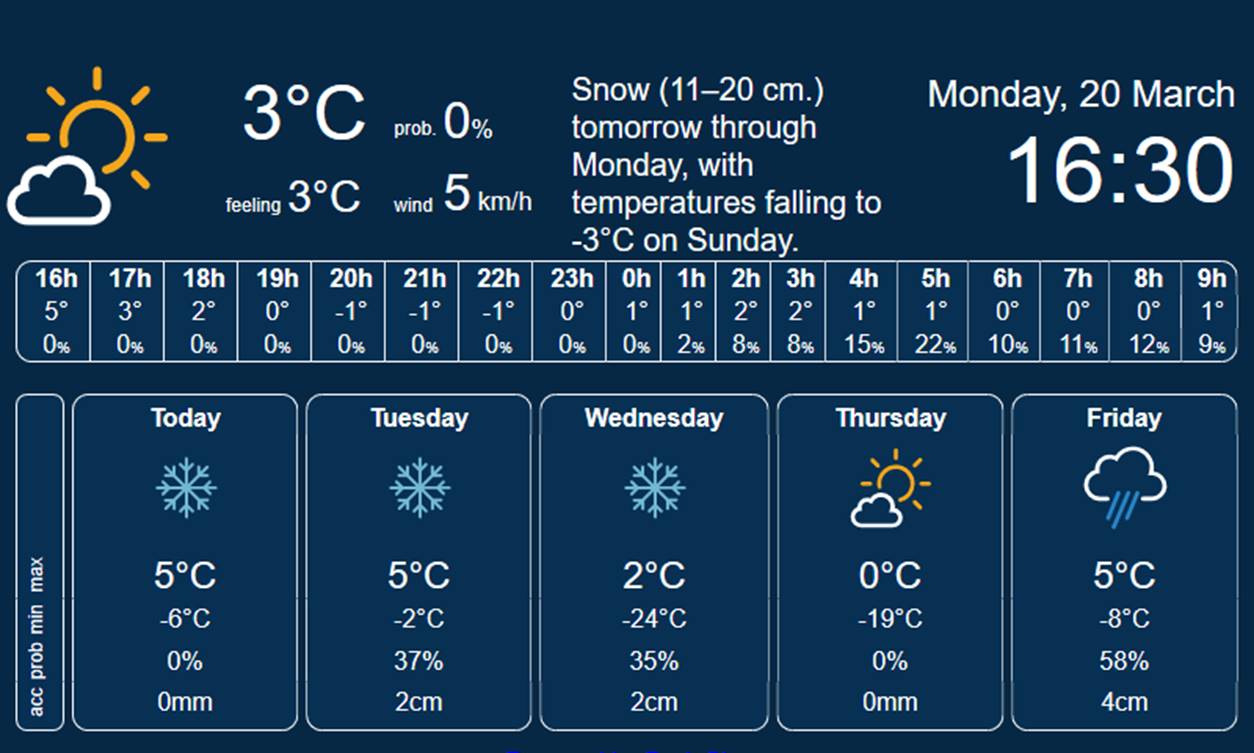 3°C prob. 0%
feeling 3°C wind 5 km/h
Snow (11–20 cm.)
tomorrow through
Monday, with
temperatures falling to
-3°C on Sunday.
Monday, 20 March
16:30
16h 17h 18h 19h 20h 21h 22h 23h 0h 1h 2h 3h 4h 5h 6h 7h 8h 9h
5° 3° 2° 0° -1° -1° -1° 0° 1° 1° 2° 2° 1° 1° 0° 0° 0° 1°
0% 0% 0% 0% 0% 0% 0% 0% 0% 2% 8% 8% 15% 22% 10% 11% 12% 9%
Today Tuesday Wednesday Thursday Friday
max 5°C 5°C 2°C 0°C 5°C
min -6°C -2°C -24°C -19°C -8°C
prob 0% 37% 35% 0% 58%
acc 0mm 2cm 2cm 0mm 4cm